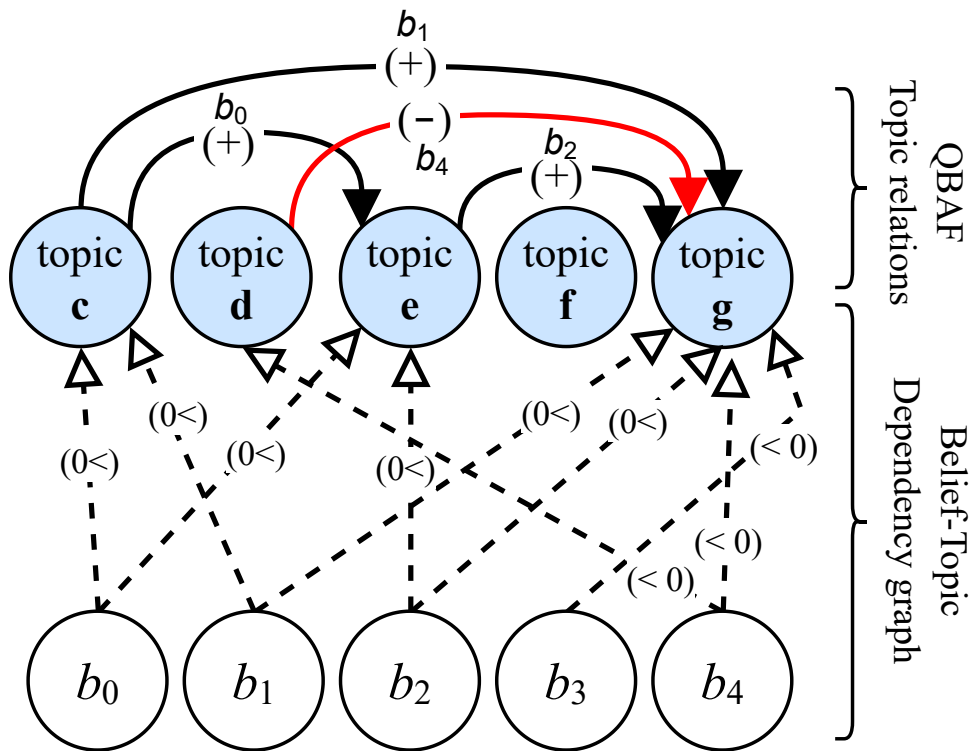 b1
(+)
b0
(+)
(−)
b4
b2
(+)
topic
c
topic
d
topic
e
topic
f
topic
g
QBAF
Topic relations
(0<)
(0<)
(0<)
(0<)
(0<)
(0<)
(< 0)
(< 0)
(< 0)
Belief-Topic
Dependency graph
b0
b1
b2
b3
b4